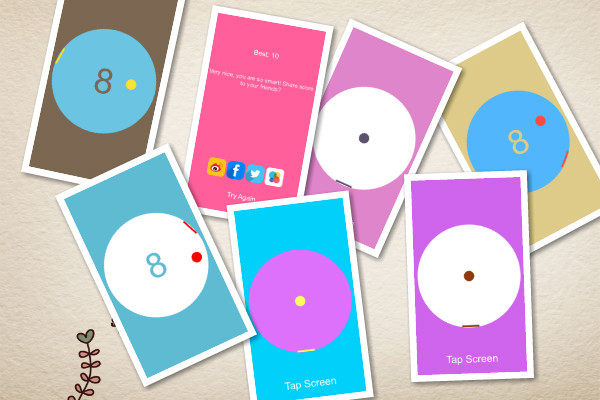 8
Best: 10
Very nice, you are so smart! Share score
to your friends?
Try Again
8
8
Tap Screen
Tap Screen